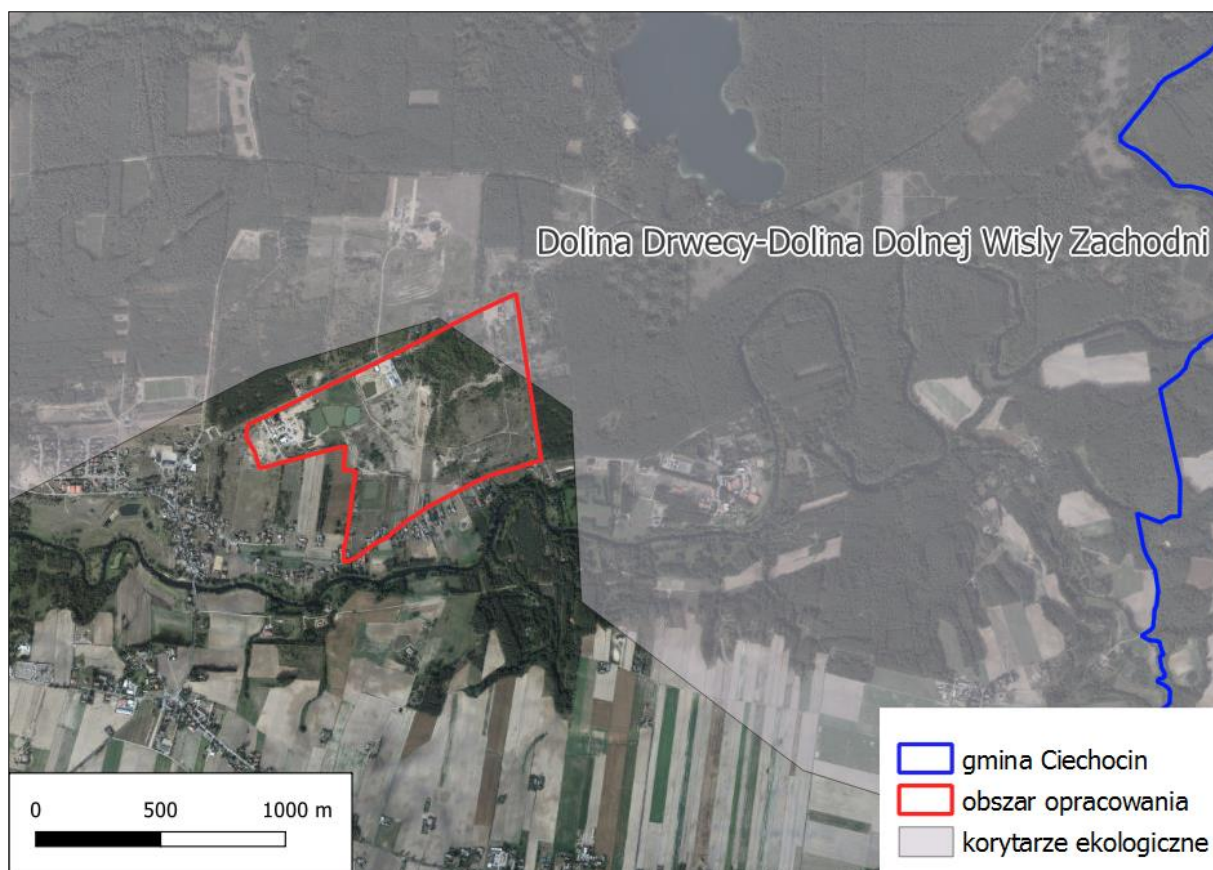 Dolina Drwecy-Dolina Dolnej Wisly Zachodni
0 500 1000 m
gmina Ciechocin
obszar opracowania
korytarze ekologiczne